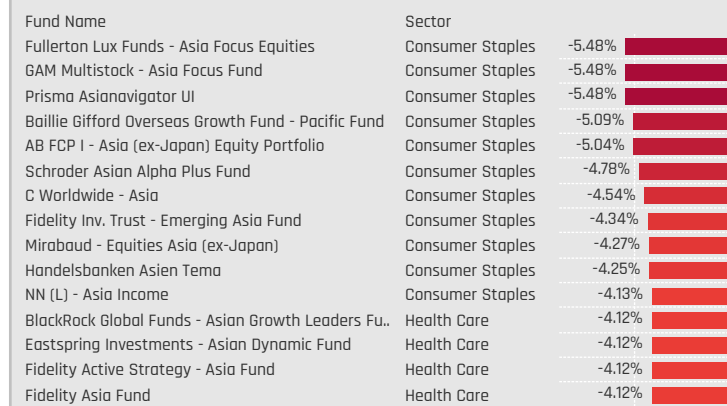 Fund Name Sector
Fullerton Lux Funds - Asia Focus Equities Consumer Staples -5.48%
GAM Multistock - Asia Focus Fund Consumer Staples -5.48%
Prisma Asianavigator UI Consumer Staples -5.48%
Baillie Gifford Overseas Growth Fund - Pacific Fund Consumer Staples -5.09%
AB FCP I - Asia (ex-Japan) Equity Portfolio Consumer Staples -5.04%
Schroder Asian Alpha Plus Fund Consumer Staples -4.78%
C Worldwide - Asia Consumer Staples -4.54%
Fidelity Inv. Trust - Emerging Asia Fund Consumer Staples -4.34%
Mirabaud - Equities Asia (ex-Japan) Consumer Staples -4.27%
Handelsbanken Asien Tema Consumer Staples -4.25%
NN (L) - Asia Income Consumer Staples -4.13%
BlackRock Global Funds - Asian Growth Leaders Fu.. Health Care -4.12%
Eastspring Investments - Asian Dynamic Fund Health Care -4.12%
Fidelity Active Strategy - Asia Fund Health Care -4.12%
Fidelity Asia Fund Health Care -4.12%